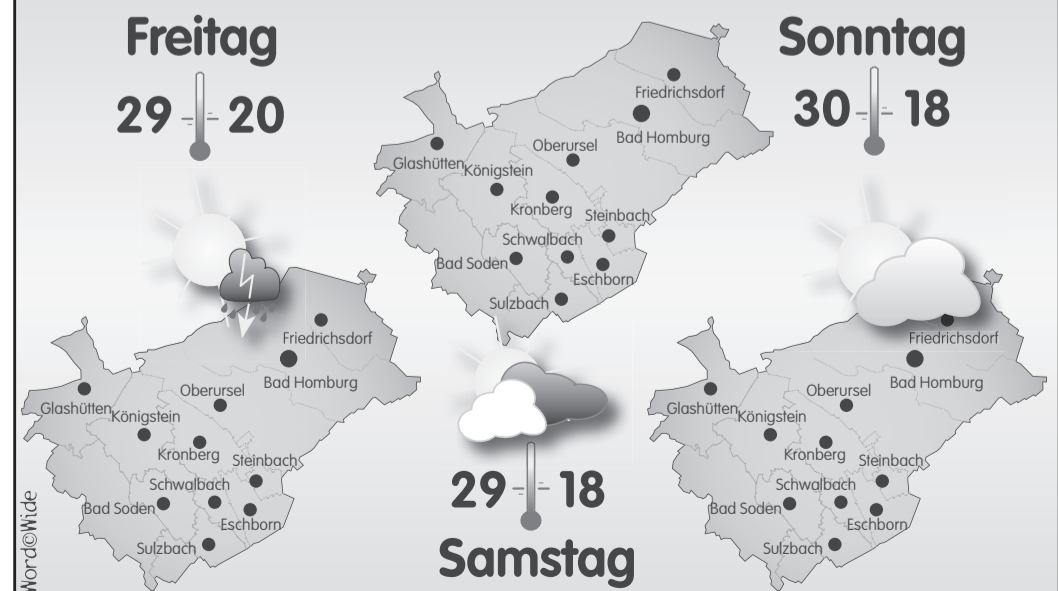 Freitag
29 20
Friedrichsdorf
Bad Homburg
Oberursel
Glashütten
Königstein
Kronberg
Steinbach
Schwalbach
Bad Soden
Eschborn
Sulzbach
Friedrichsdorf
Bad Homburg
Oberursel
Glashütten
Königstein
Kronberg
Steinbach
Schwalbach
Bad Soden
Eschborn
Sulzbach
29 18
Samstag
Sonntag
30 18
Friedrichsdorf
Bad Homburg
Oberursel
Glashütten
Königstein
Kronberg
Steinbach
Schwalbach
Bad Soden
Eschborn
Sulzbach
Word©Wide